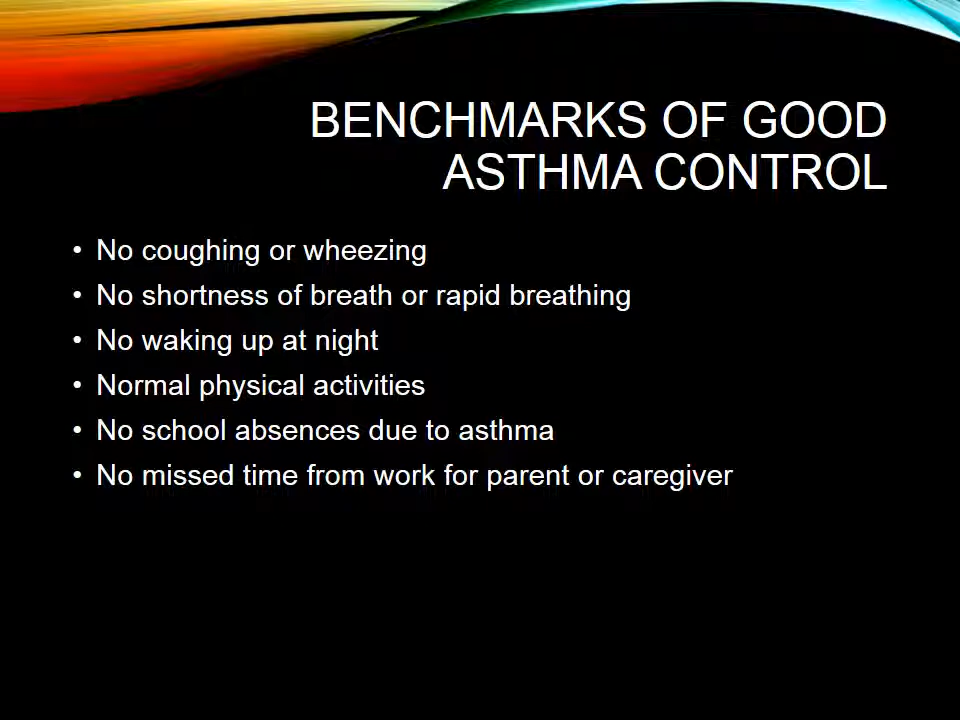 BENCHMARKS OF GOOD
ASTHMA CONTROL
• No coughing or wheezing
• No shortness of breath or rapid breathing
• No waking up at night
• Normal physical activities
• No school absences due to asthma
• No missed time from work for parent or caregiver